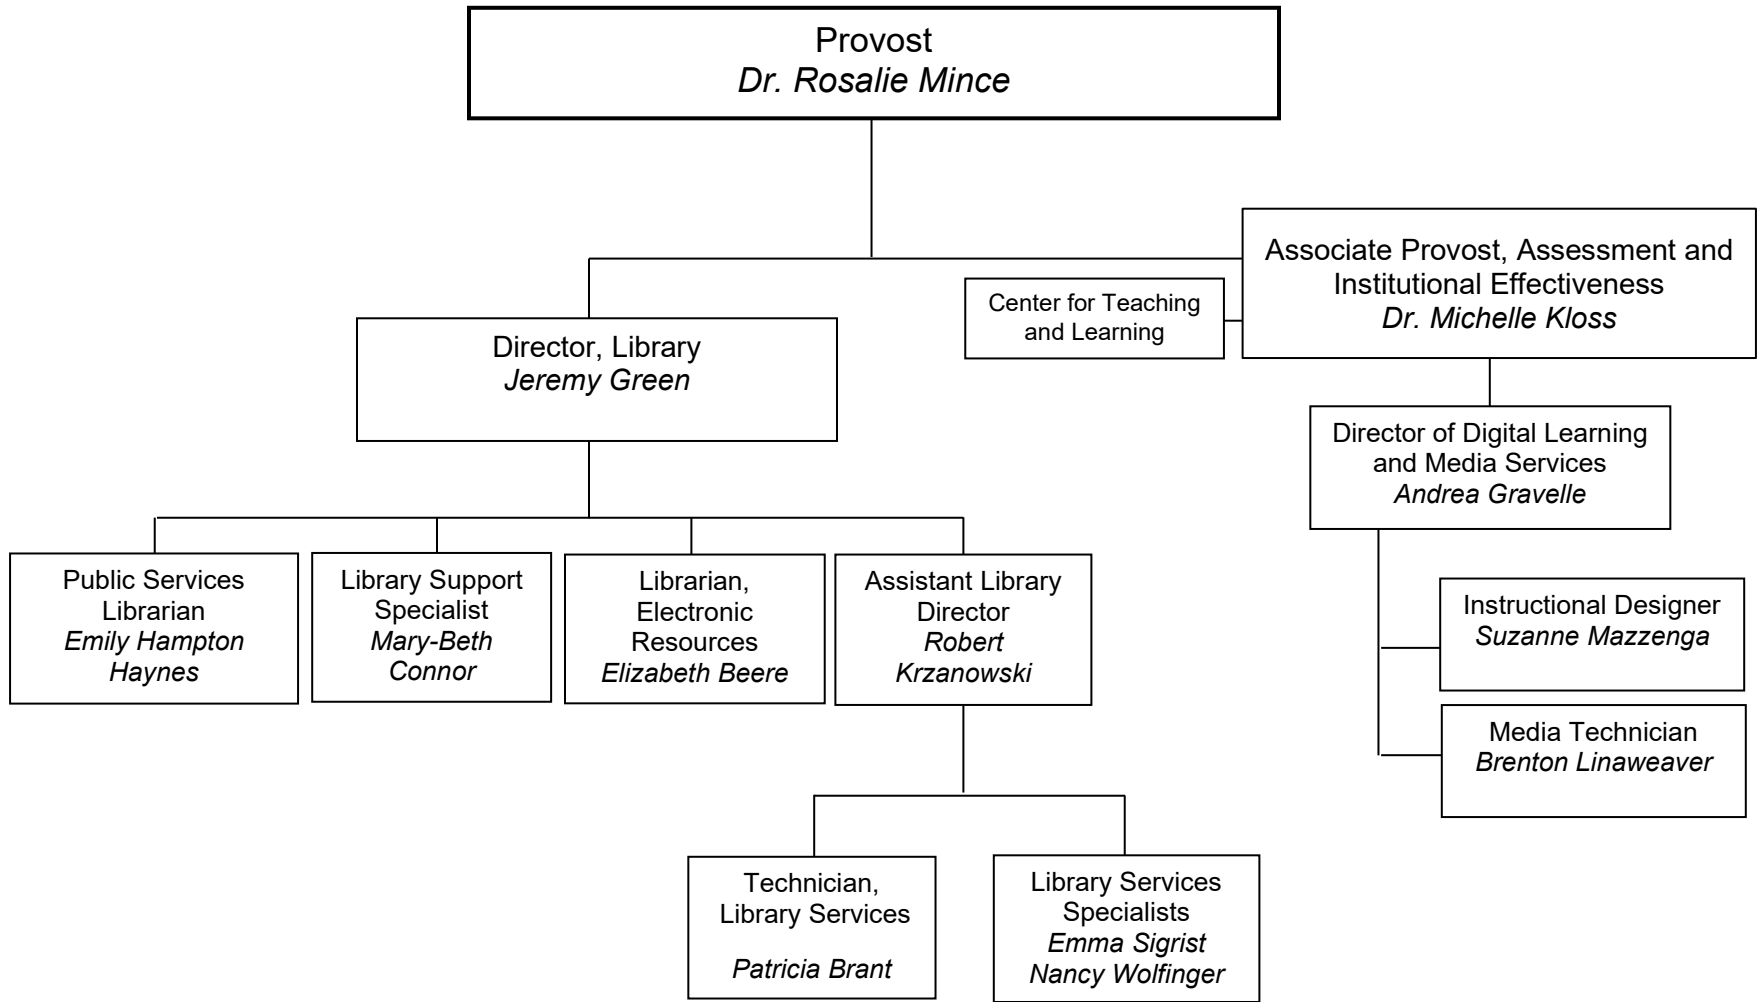 Provost
Dr. Rosalie Mince
Associate Provost, Assessment and
Institutional Effectiveness
Dr. Michelle Kloss
Center for Teaching
and Learning
Director, Library
Jeremy Green
Director of Digital Learning
and Media Services
Andrea Gravelle
Public Services
Librarian
Emily Hampton
Haynes
Library Support
Specialist
Mary-Beth
Connor
Librarian,
Electronic
Resources
Elizabeth Beere
Assistant Library
Director
Robert
Krzanowski
Instructional Designer
Suzanne Mazzenga
Media Technician
Brenton Linaweaver
Technician,
Library Services
Patricia Brant
Library Services
Specialists
Emma Sigrist
Nancy Wolfinger